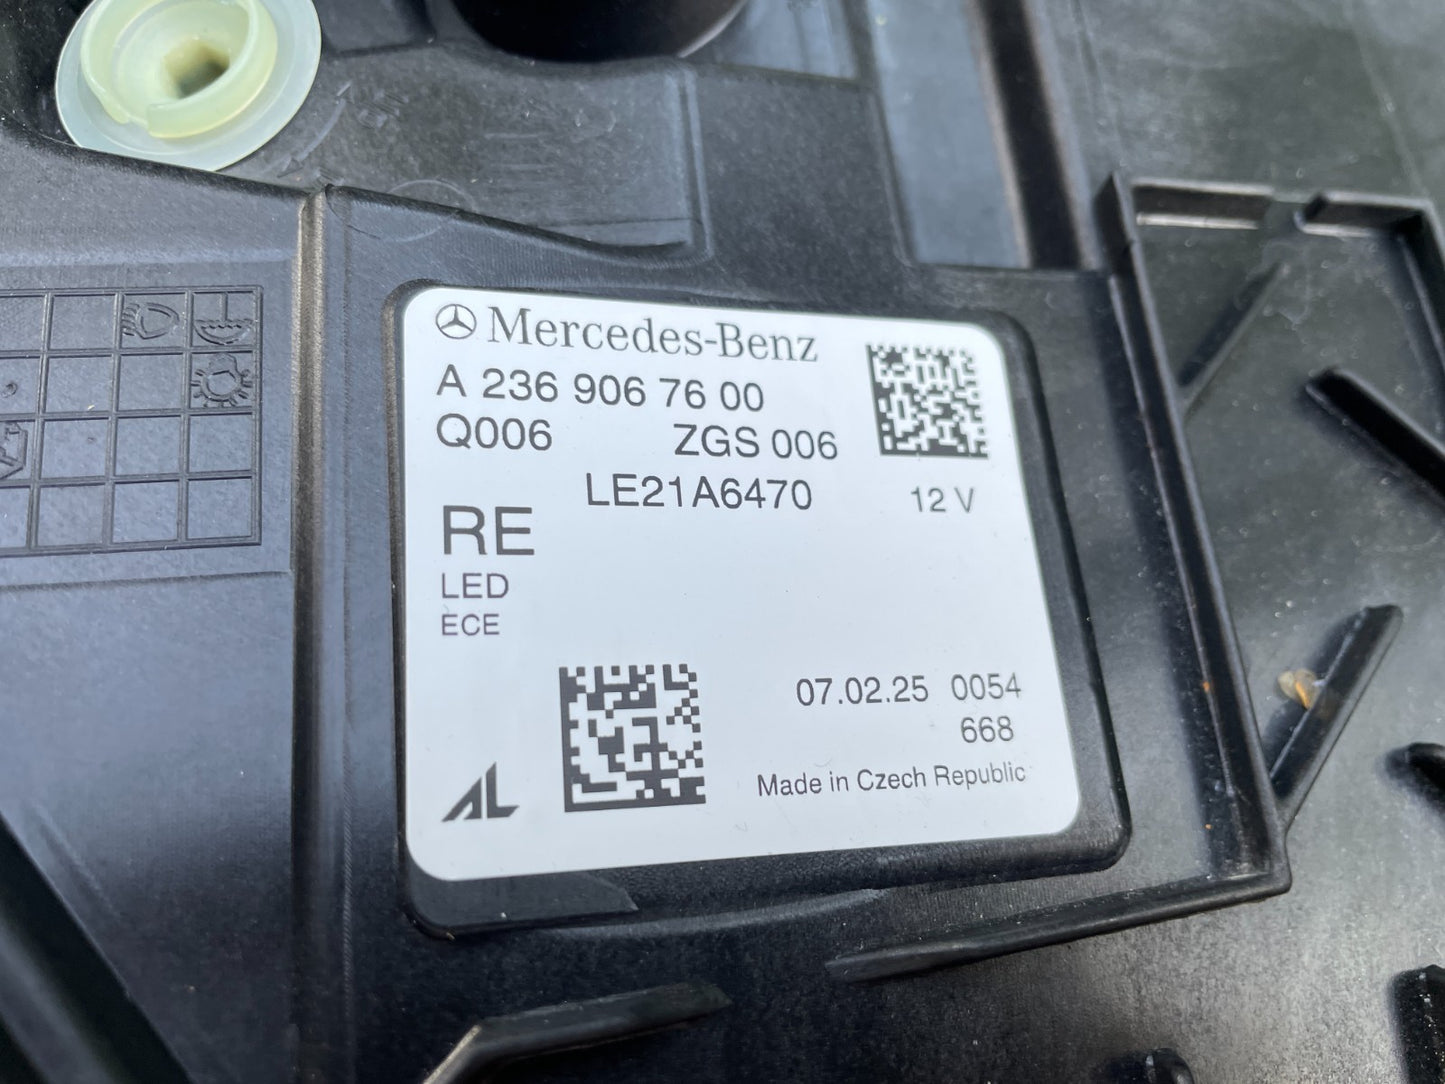 Mercedes-Benz
A 236 906 76 00
Q006 ZGS 006
LE21A6470 12 V
RE
LED
ECE
07.02.25 0054
668
AL
Made in Czech Republic